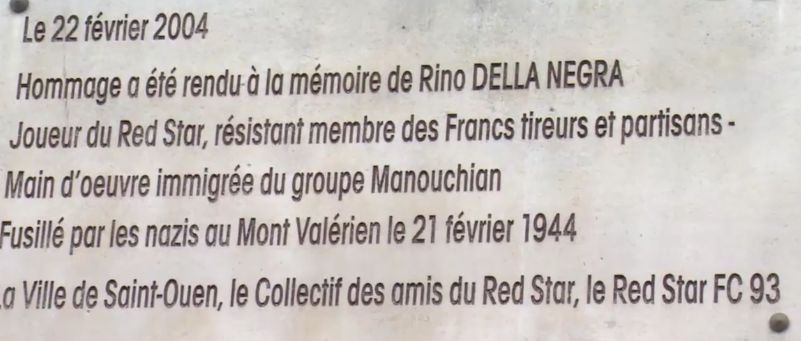 Le 22 février 2004
Hommage a été rendu à la mémoire de Rino DELLA NEGRA
Joueur du Red Star, résistant membre des Francs tireurs et partisans -
Main d'oeuvre immigrée du groupe Manouchian
Fusillé par les nazis au Mont Valérien le 21 février 1944
La Ville de Saint-Ouen, le Collectif des amis du Red Star, le Red Star FC 93